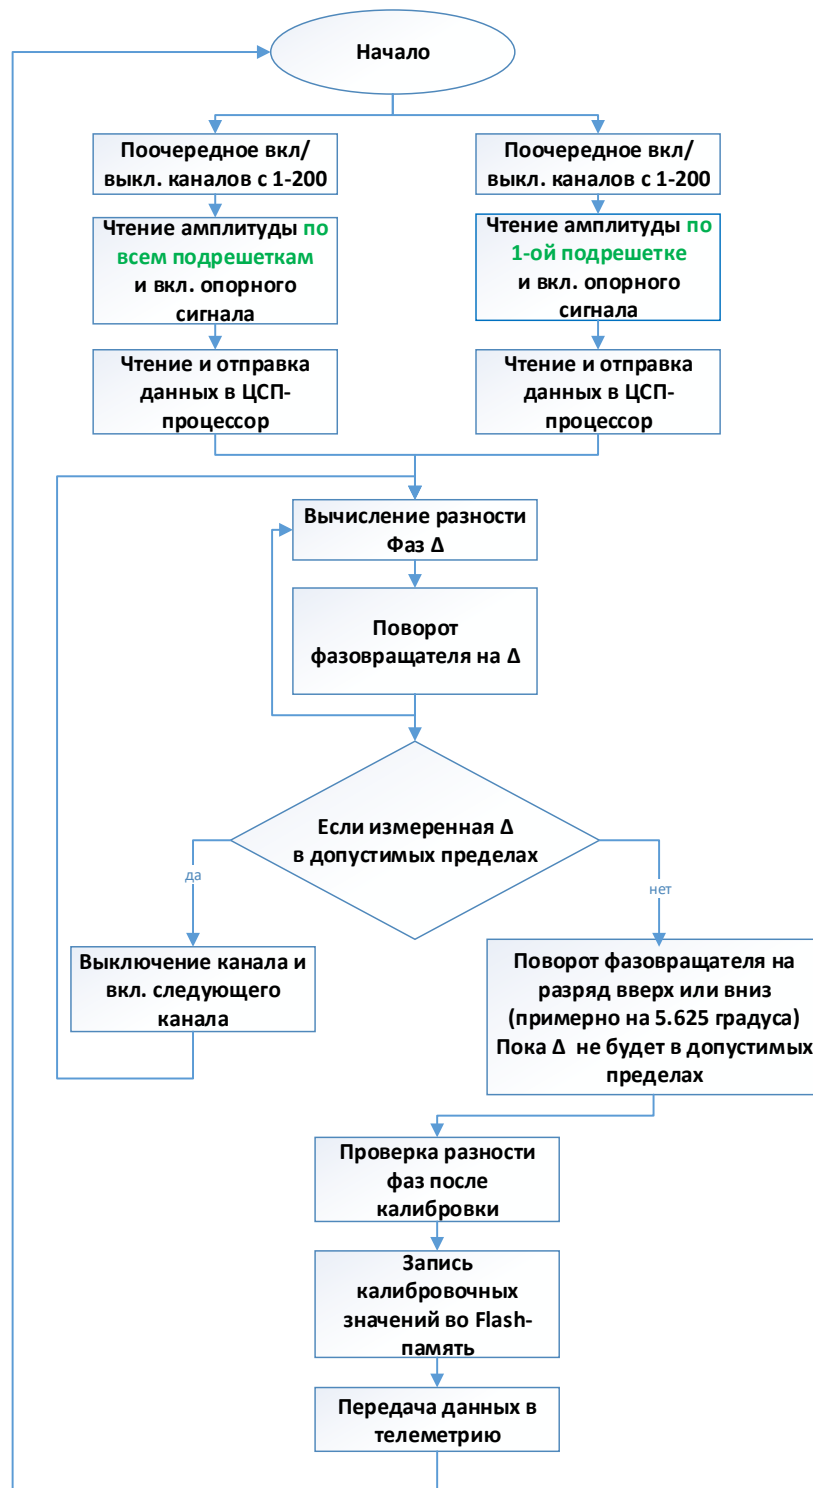 Начало
Поочередное вкл/
выкл. каналов с 1-200
Чтение амплитуды по
всем подрешеткам
и вкл. опорного
сигнала
Чтение и отправка
данных в ЦСП-
процессор
Поочередное вкл/
выкл. каналов с 1-200
Чтение амплитуды по
1-ой подрешетке
и вкл. опорного
сигнала
Чтение и отправка
данных в ЦСП-
процессор
Вычисление разности
Фаз Δ
Поворот
фазовращателя на Δ
Если измеренная Δ
в допустимых пределах
да
нет
Выключение канала и
вкл. следующего
канала
Поворот фазовращателя на
разряд вверх или вниз
(примерно на 5.625 градуса)
Пока Δ не будет в допустимых
пределах
Проверка разности
фаз после
калибровки
Запись
калибровочных
значений во Flash-
память
Передача данных в
телеметрию